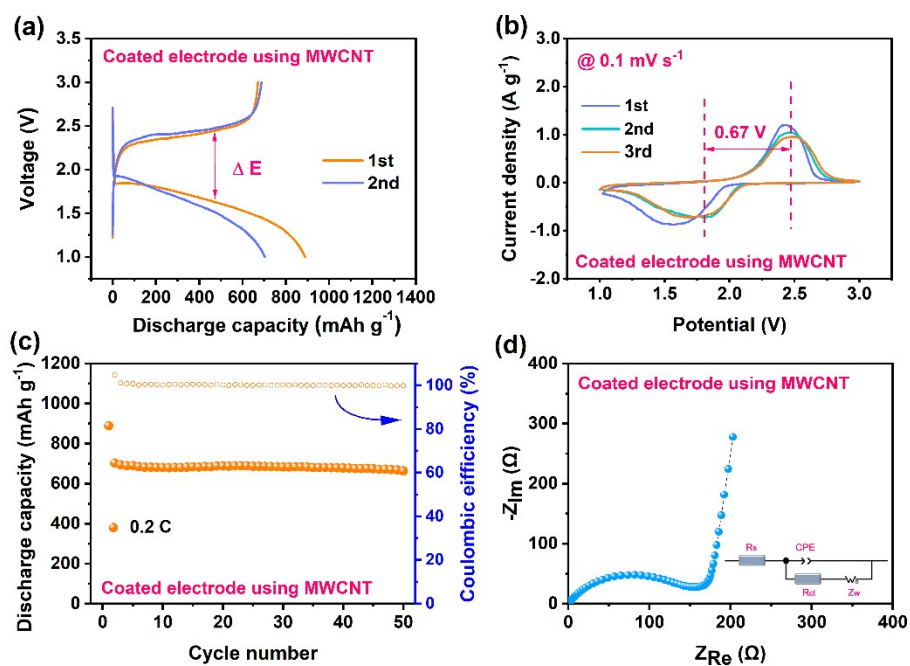 (a)
Coated electrode using MWCNT
3.5
3.0
2.5
2.0
1.5
1.0
Voltage (V)
Δ E
1st
2nd
0 200 400 600 800 1000 1400
Discharge capacity (mAh g⁻¹)
(b)
@ 0.1 mV s⁻¹
3.0
2.0
1.0
0.0
-1.0
-2.0
Current density (A g⁻¹)
1st
2nd
3rd
0.67 V
Coated electrode using MWCNT
1.0 1.5 2.0 2.5 3.0
Potential (V)
(c)
1200
1000
800
600
400
200
0
Discharge capacity (mAh g⁻¹)
0.2 C
Coated electrode using MWCNT
120
100
80
60
40
20
0
Coulombic eifficiency (%)
0 10 20 30 40 50
Cycle number
(d)
Coated electrode using MWCNT
400
300
200
100
0
-Z_Im (Ω)
Rs CPE
Rct Zw
0 100 200 300 400
Z_Re (Ω)